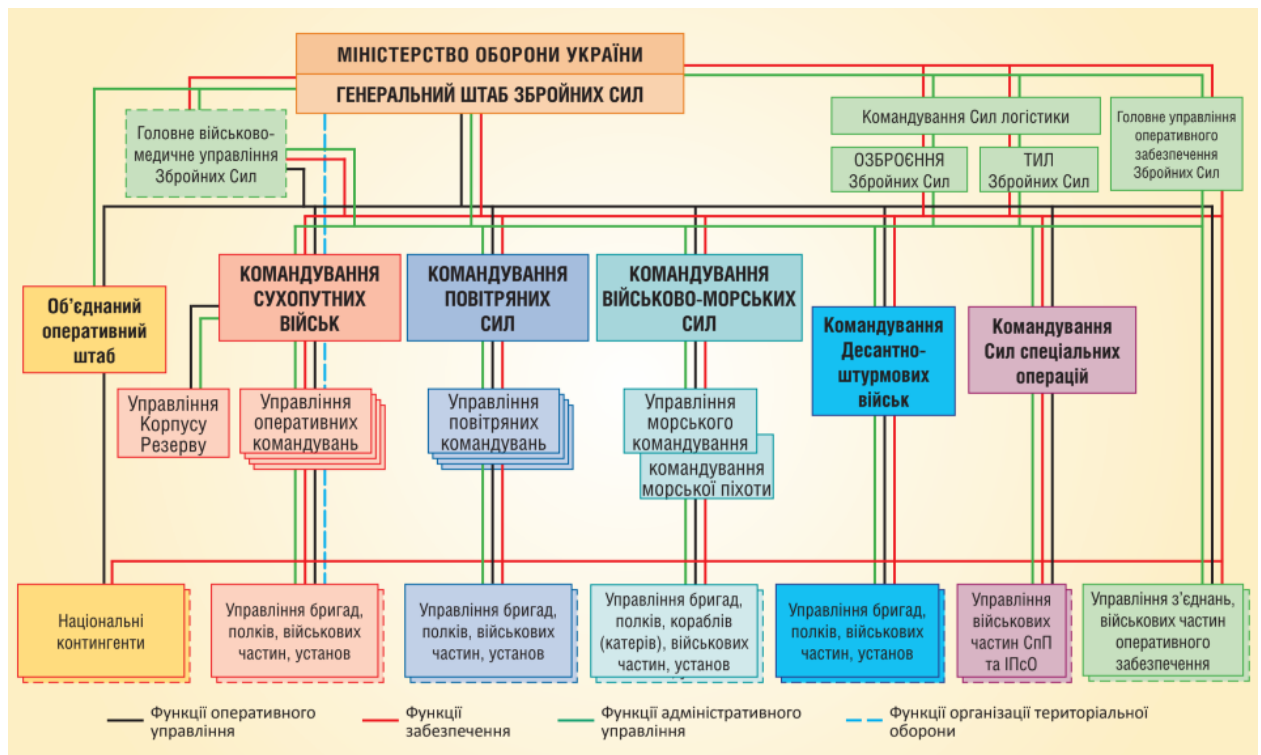 МІНІСТЕРСТВО ОБОРОНИ УКРАЇНИ
ГЕНЕРАЛЬНИЙ ШТАБ ЗБРОЙНИХ СИЛ
Головне військово-
медичне управління
Збройних Сил
Командування Сил логістики
ОЗБРОЄННЯ
Збройних Сил
ТИЛ
Збройних Сил
Головне управління
оперативного
забезпечення
Збройних Сил
Об’єднаний
оперативний
штаб
КОМАНДУВАННЯ
СУХОПУТНИХ
ВІЙСЬК
КОМАНДУВАННЯ
ПОВІТРЯНИХ
СИЛ
КОМАНДУВАННЯ
ВІЙСЬКОВО-МОРСЬКИХ
СИЛ
Командування
Десантно-
штурмових
військ
Командування
Сил спеціальних
операцій
Управління
Корпусу
Резерву
Управління
оперативних
командувань
Управління
повітряних
командувань
Управління
морського
командування
командування
морської піхоти
Національні
контингенти
Управління бригад,
полків, військових
частин, установ
Управління бригад,
полків, військових
частин, установ
Управління бригад,
полків, кораблів
(катерів), військових
частин, установ
Управління бригад,
полків, військових
частин, установ
Управління
військових
частин СпП
та ІПсО
Управління з’єднань,
військових частин
оперативного
забезпечення
Функції оперативного
управління
Функції
забезпечення
Функції адміністративного
управління
Функції організації територіальної
оборони